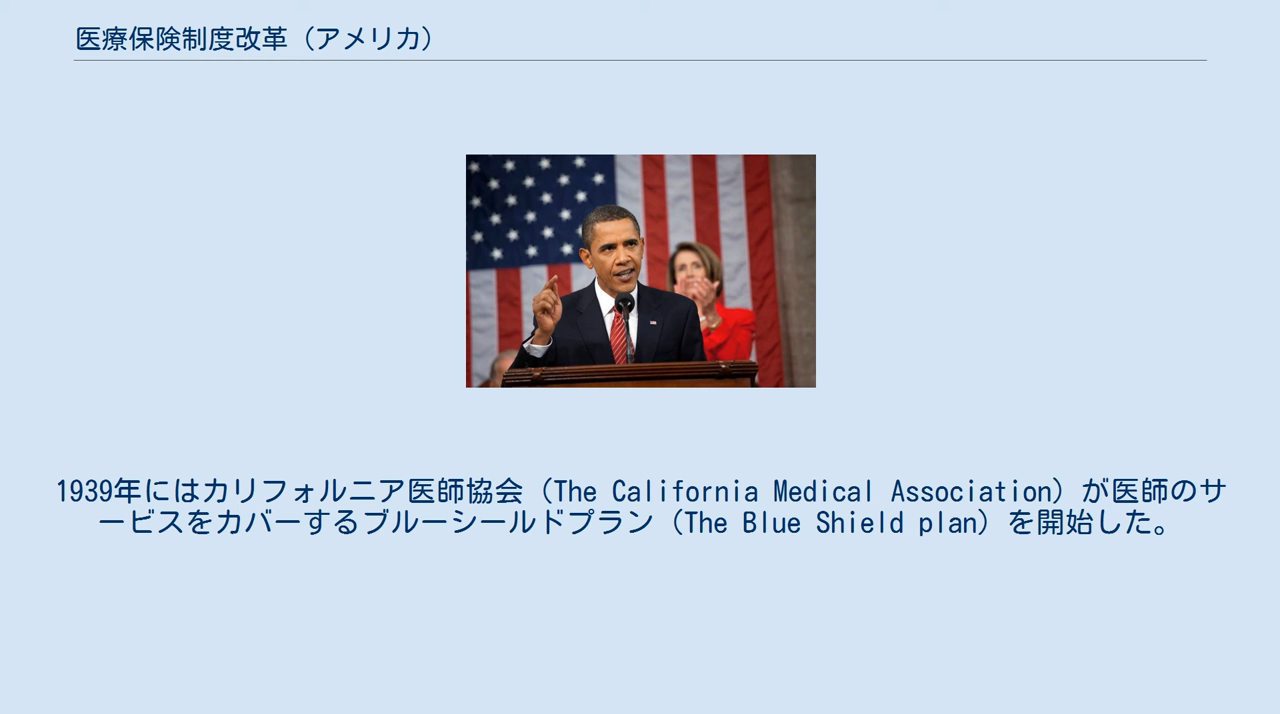 医療保険制度改革（アメリカ）
1939年にはカリフォルニア医師協会（The California Medical Association）が医師のサ
ービスをカバーするブルーシールドプラン（The Blue Shield plan）を開始した。